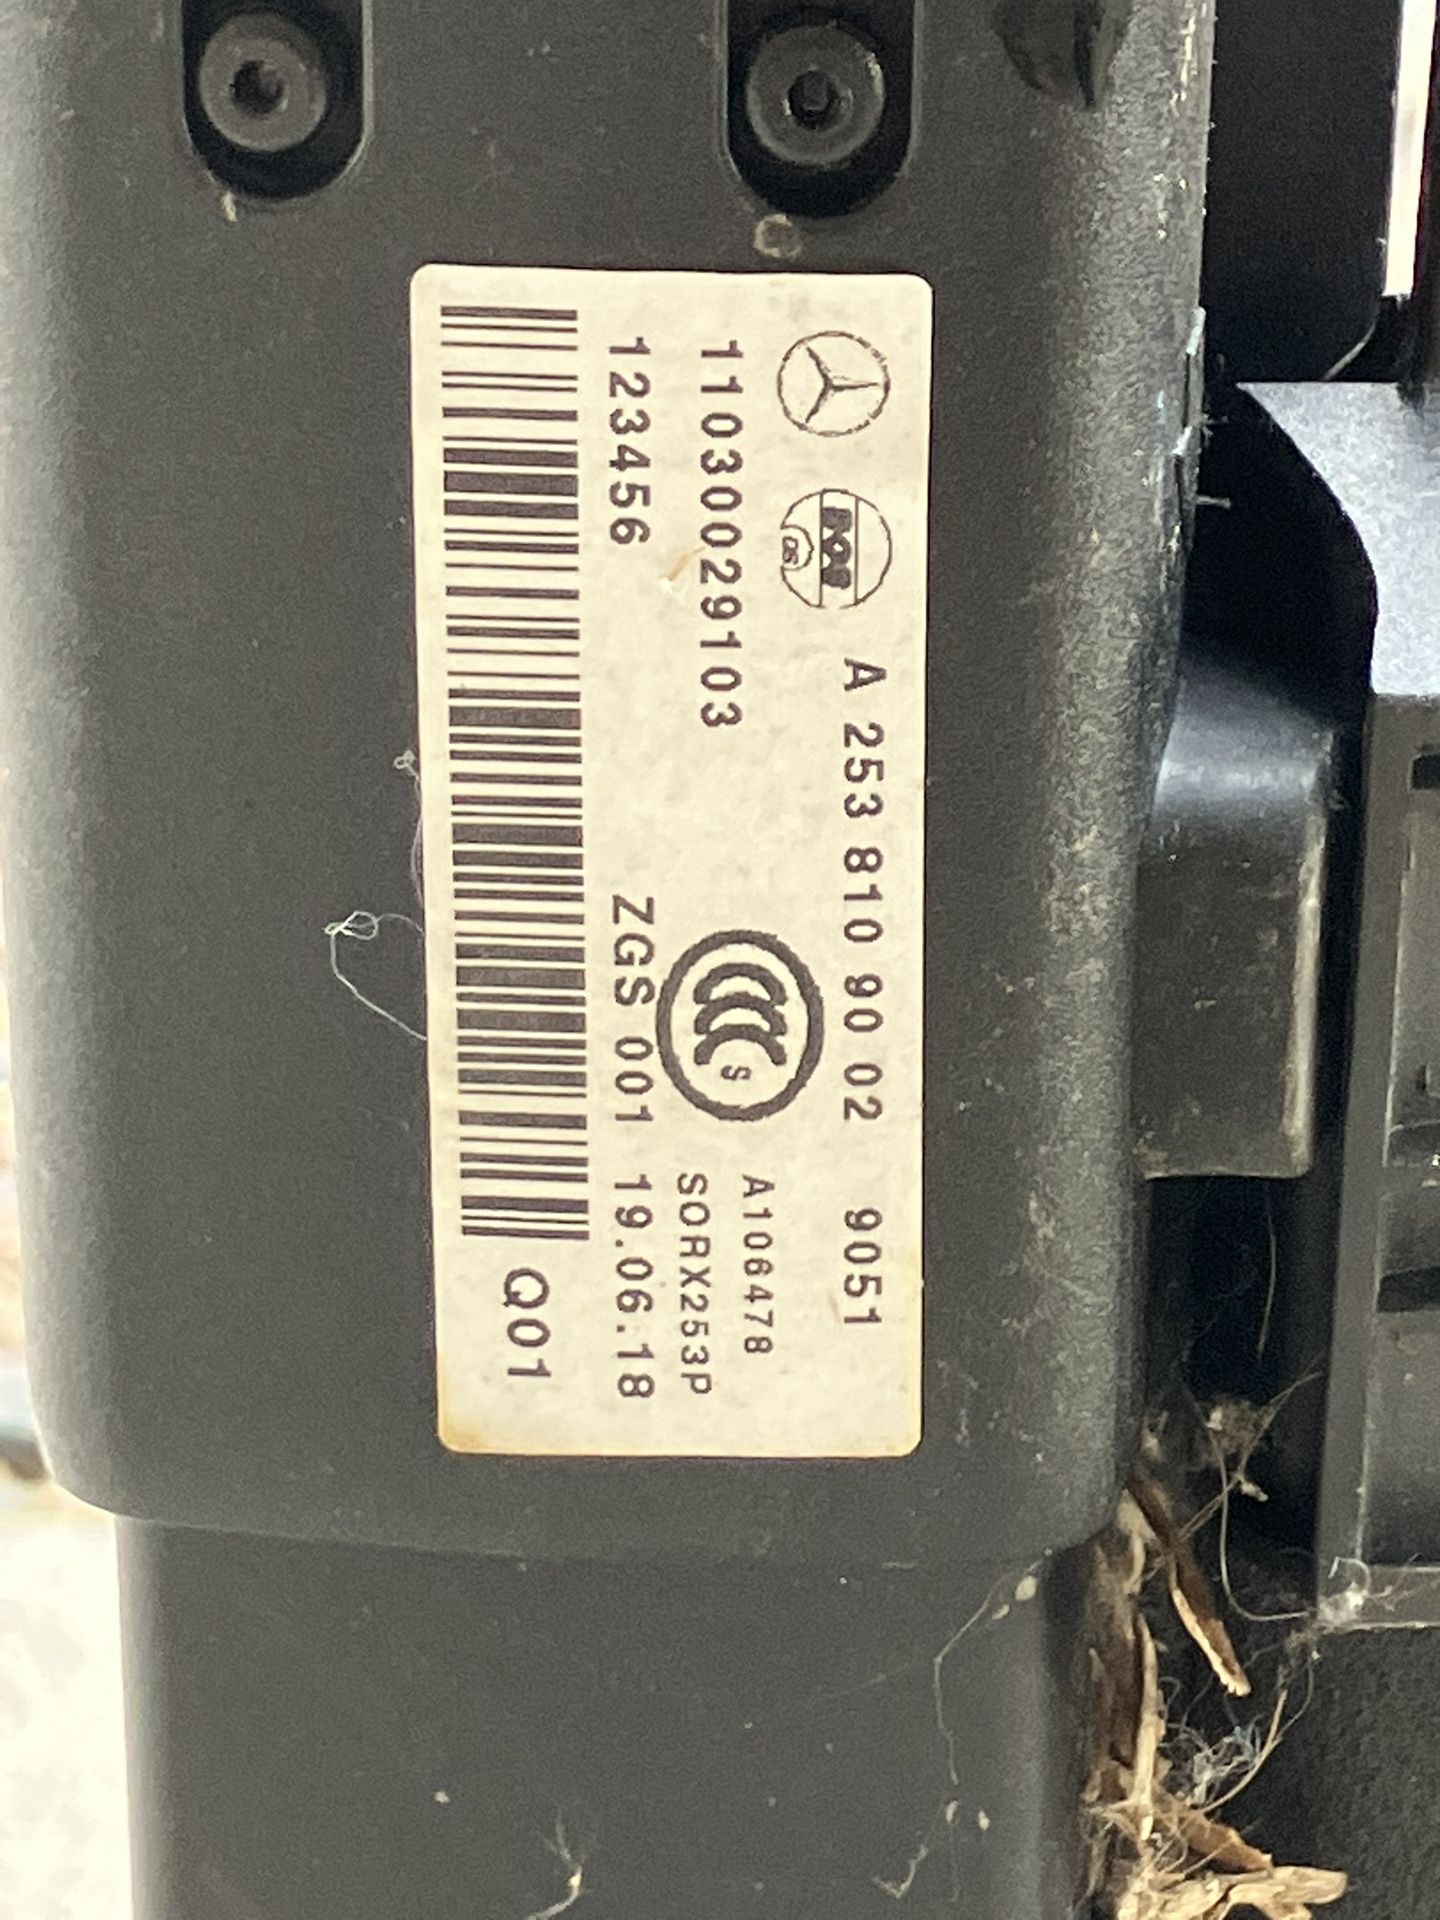 A 253 810 90 02 9051
11030029103
A106478
S
SORX253P
123456 ZGS 001 19.06.18
Q01